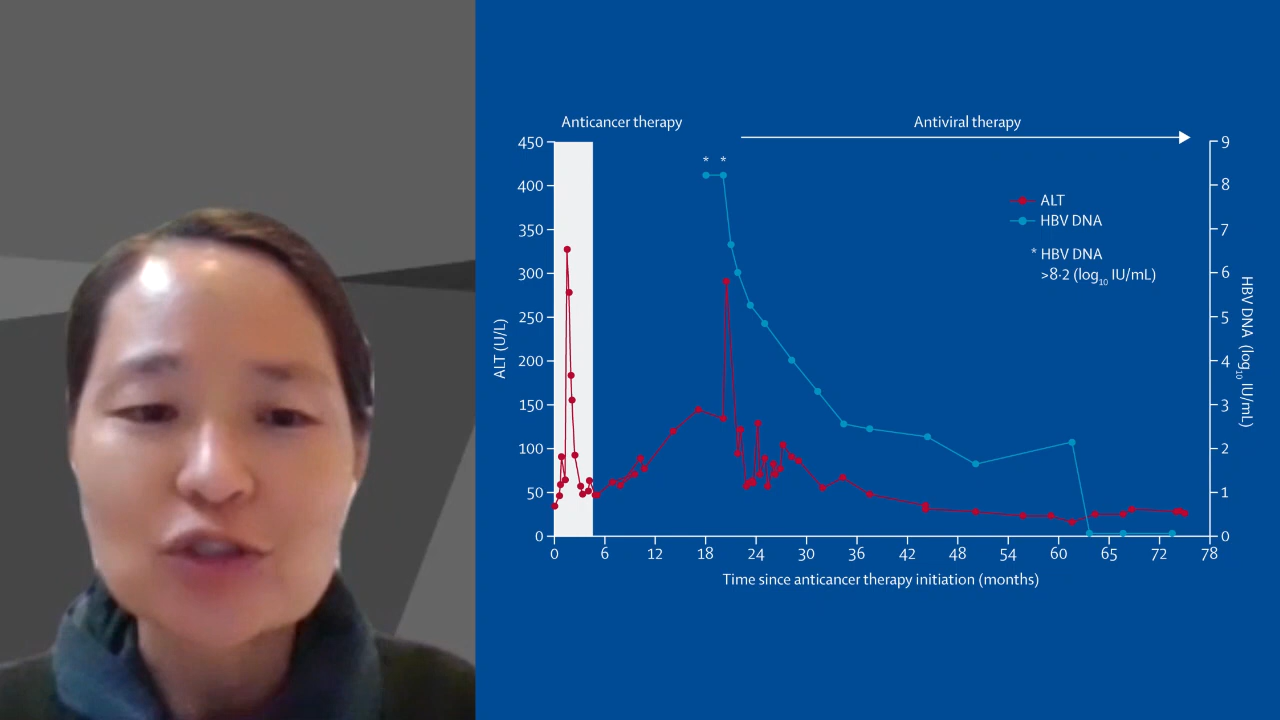 Anticancer therapy
Antiviral therapy
450
400
350
300
250
200
150
100
50
0
ALT (U/L)
* *
ALT
HBV DNA
* HBV DNA
>8·2 (log10 IU/mL)
9
8
7
6
5
4
3
2
1
0
HBV DNA (log10 IU/mL)
0 6 12 18 24 30 36 42 48 54 60 65 72 78
Time since anticancer therapy initiation (months)